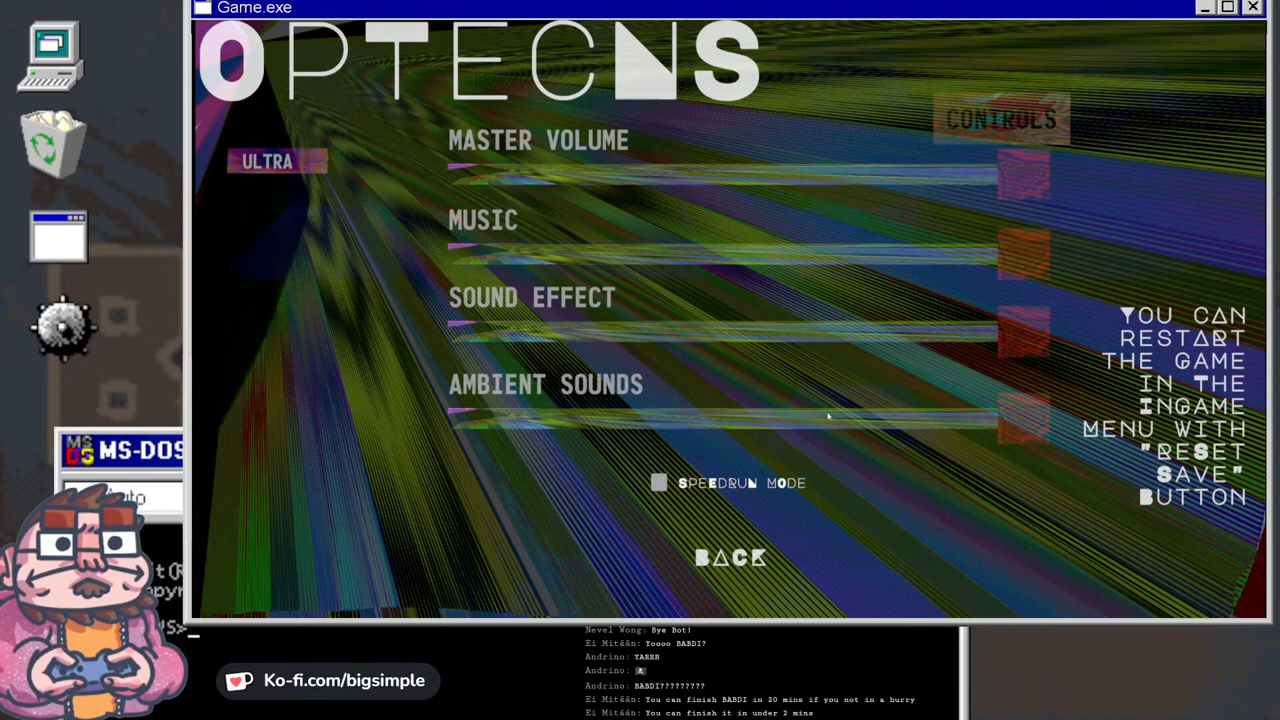 Game.exe
OPTECNS
CONTROLS
MASTER VOLUME
ULTRA
MUSIC
SOUND EFFECT
AMBIENT SOUNDS
YOU CAN
RESTART
THE GAME
IN THE
INGAME
MENU WITH
"RESET
SAVE"
BUTTON
SPEEDRUN MODE
BACK
MS-DOS
Auto
Nevel Wong: Bye Bot!
Ei Mitään: Yoooo BABDI?
Andrino: YARRR
Andrino:
Andrino: BABDI?????????
Ei Mitään: You can finish BABDI in 20 mins if you not in a hurry
Ei Mitään: You can finish it in under 2 mins
Ko-fi.com/bigsimple